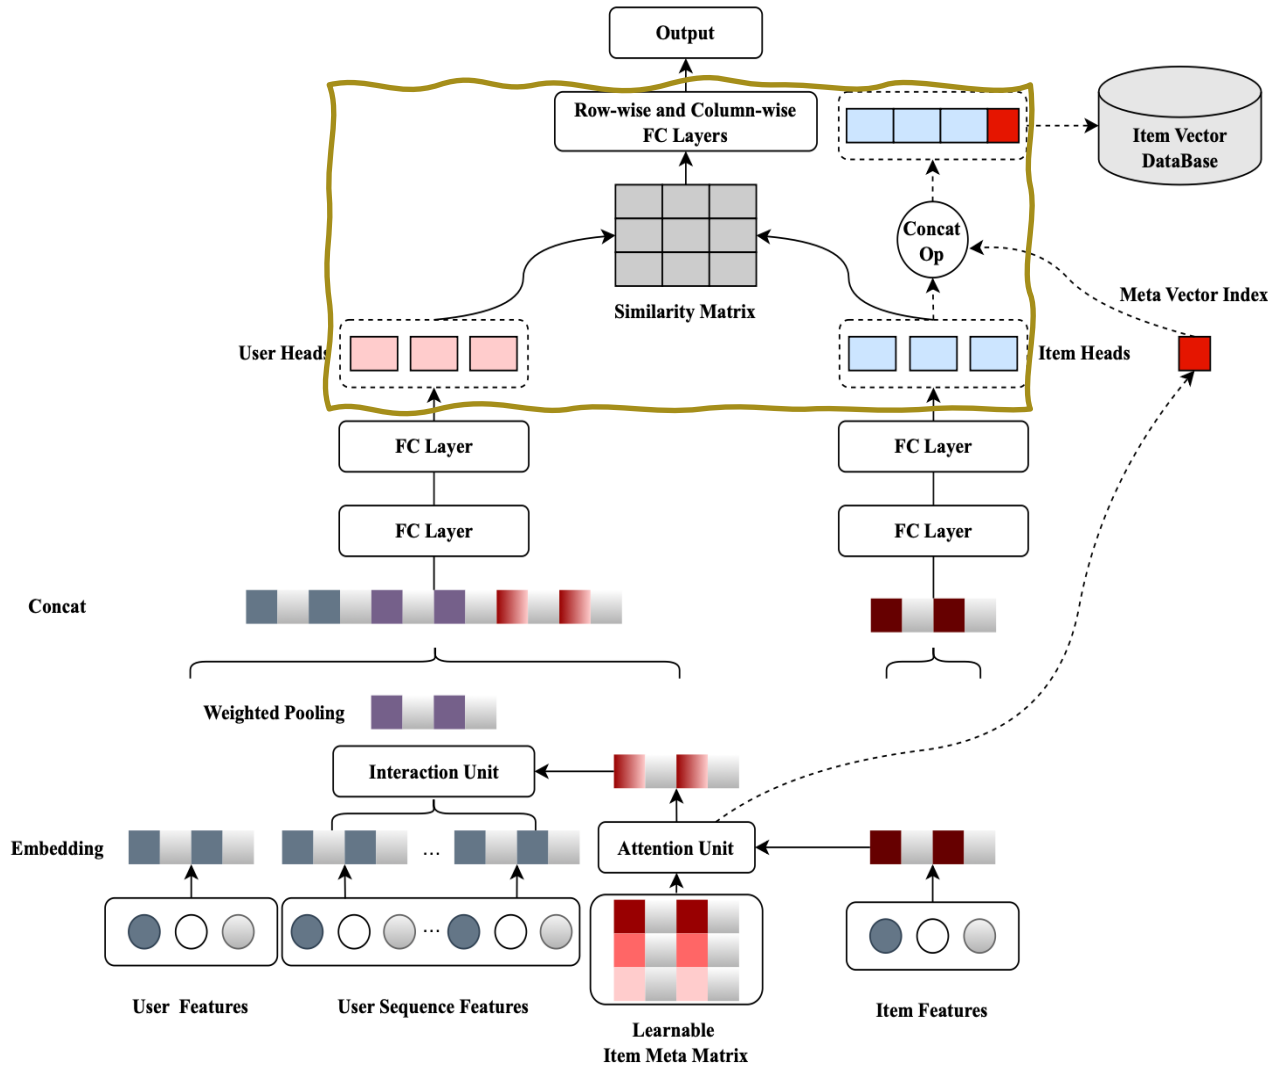 Output
Row-wise and Column-wise
FC Layers
Item Vector
DataBase
Concat
Op
Meta Vector Index
Similarity Matrix
User Heads
Item Heads
FC Layer
FC Layer
FC Layer
FC Layer
Concat
Weighted Pooling
Interaction Unit
Embedding
...
Attention Unit
...
User Features
User Sequence Features
Item Features
Learnable
Item Meta Matrix